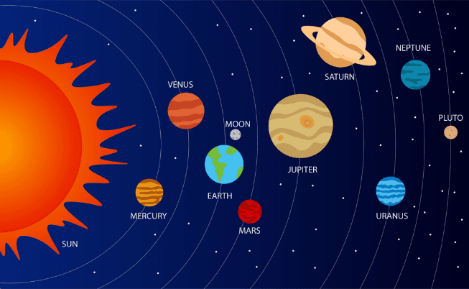 NEPTUNE
SATURN
VENUS
PLUTO
MOON
JUPITER
EARTH
MERCURY
URANUS
MARS
SUN